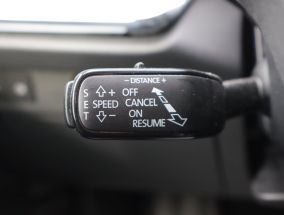 − DISTANCE +
S ⇧ + OFF
E SPEED CANCEL
T ⇩ − ON
RESUME